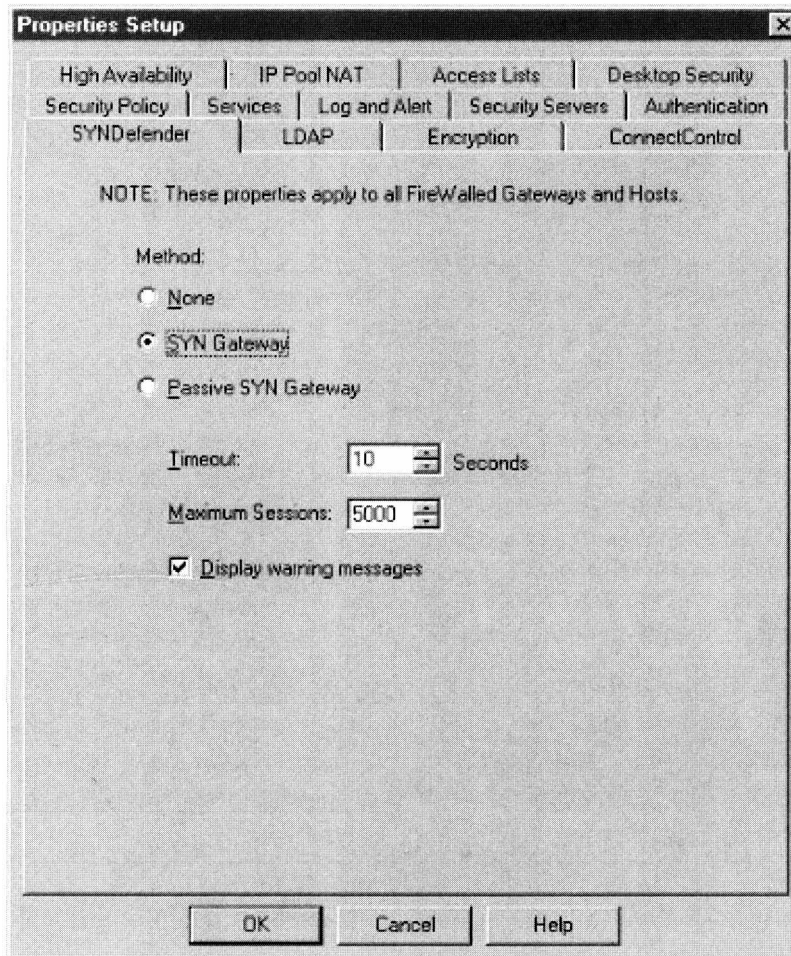 Properties Setup
High Availability IP Pool NAT Access Lists Desktop Security
Security Policy Services Log and Alert Security Servers Authentication
SYNDefender LDAP Encryption ConnectControl
NOTE: These properties apply to all FireWalled Gateways and Hosts.
Method:
None
SYN Gateway
Passive SYN Gateway
Timeout: 10 Seconds
Maximum Sessions: 5000
Display warning messages
OK Cancel Help